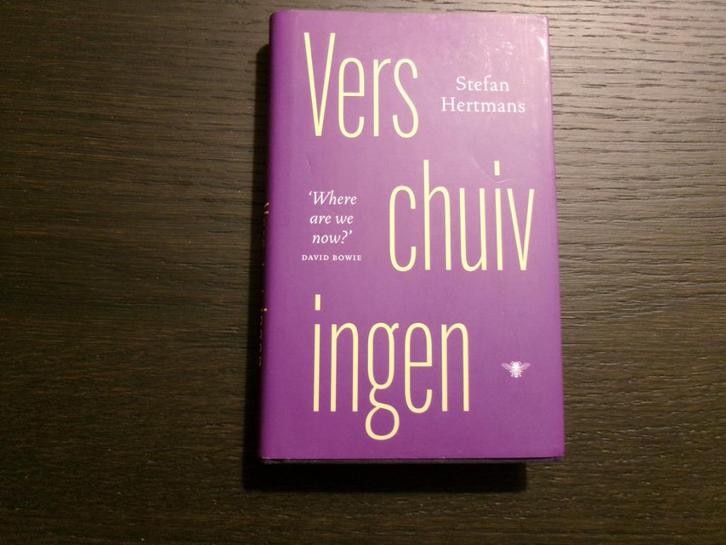 Vers
Stefan
Hertmans
'Where
are we
now?'
DAVID BOWIE
chuiv
ingen